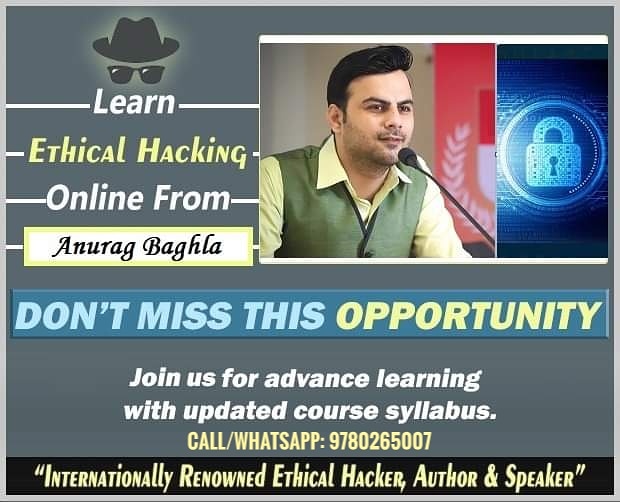 Learn
ETHICAL HACKING
Online From
Anurag Baghla
DON'T MISS THIS OPPORTUNITY
Join us for advance learning
with updated course syllabus.
CALL/WHATSAPP: 9780265007
“INTERNATIONALLY RENOWNED ETHICAL HACKER, AUTHOR & SPEAKER”